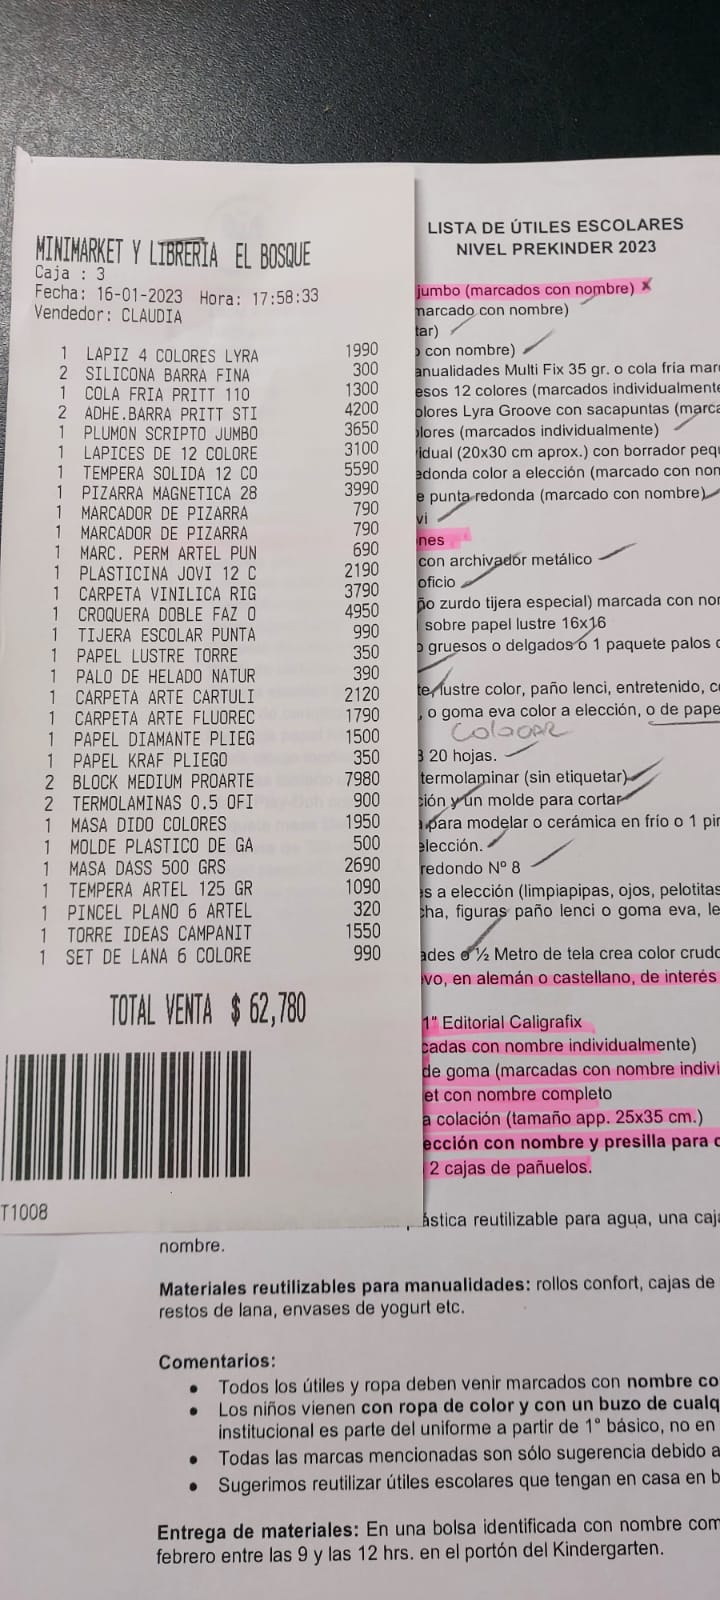 MINIMARKET Y LIBRERIA EL BOSQUE
Caja : 3
Fecha: 16-01-2023 Hora: 17:58:33
Vendedor: CLAUDIA
1 LAPIZ 4 COLORES LYRA 1990
2 SILICONA BARRA FINA 300
1 COLA FRIA PRITT 110 1300
2 ADHE.BARRA PRITT STI 4200
1 PLUMON SCRIPTO JUMBO 3650
1 LAPICES DE 12 COLORE 3100
1 TEMPERA SOLIDA 12 CO 5590
1 PIZARRA MAGNETICA 28 3990
1 MARCADOR DE PIZARRA 790
1 MARCADOR DE PIZARRA 790
1 MARC. PERM ARTEL PUN 690
1 PLASTICINA JOVI 12 C 2190
1 CARPETA VINILICA RIG 3790
1 CROQUERA DOBLE FAZ O 4950
1 TIJERA ESCOLAR PUNTA 990
1 PAPEL LUSTRE TORRE 350
1 PALO DE HELADO NATUR 390
1 CARPETA ARTE CARTULI 2120
1 CARPETA ARTE FLUOREC 1790
1 PAPEL DIAMANTE PLIEG 1500
1 PAPEL KRAF PLIEGO 350
2 BLOCK MEDIUM PROARTE 7980
2 TERMOLAMINAS 0.5 OFI 900
1 MASA DIDO COLORES 1950
1 MOLDE PLASTICO DE GA 500
1 MASA DASS 500 GRS 2690
1 TEMPERA ARTEL 125 GR 1090
1 PINCEL PLANO 6 ARTEL 320
1 TORRE IDEAS CAMPANIT 1550
1 SET DE LANA 6 COLORE 990
TOTAL VENTA $ 62,780
T1008
LISTA DE ÚTILES ESCOLARES
NIVEL PREKINDER 2023
jumbo (marcados con nombre) x
marcado con nombre)
tar)
con nombre)
anualidades Multi Fix 35 gr. o cola fría mar
esos 12 colores (marcados individualmente
olores Lyra Groove con sacapuntas (marca
lores (marcados individualmente)
idual (20x30 cm aprox.) con borrador peq
edonda color a elección (marcado con nom
e punta redonda (marcado con nombre)
vi
nes
con archivador metálico
oficio
ño zurdo tijera especial) marcada con nor
sobre papel lustre 16x16
o gruesos o delgados o 1 paquete palos
te, lustre color, paño lenci, entretenido, c
, o goma eva color a elección, o de pape
COLOCAR
20 hojas.
termolaminar (sin etiquetar)
ción y un molde para cortar
para modelar o cerámica en frío o 1 pin
elección.
redondo Nº 8
es a elección (limpiapipas, ojos, pelotitas
cha, figuras paño lenci o goma eva, le
ades o ½ Metro de tela crea color crudo
vo, en alemán o castellano, de interés
1" Editorial Caligrafix
cadas con nombre individualmente)
de goma (marcadas con nombre indivi
et con nombre completo
a colación (tamaño app. 25x35 cm.)
ección con nombre y presilla para
2 cajas de pañuelos.
ástica reutilizable para agua, una caj
nombre.
Materiales reutilizables para manualidades: rollos confort, cajas de
restos de lana, envases de yogurt etc.
Comentarios:
● Todos los útiles y ropa deben venir marcados con nombre co
● Los niños vienen con ropa de color y con un buzo de cualq
institucional es parte del uniforme a partir de 1° básico, no en
● Todas las marcas mencionadas son sólo sugerencia debido a
● Sugerimos reutilizar útiles escolares que tengan en casa en b
Entrega de materiales: En una bolsa identificada con nombre com
febrero entre las 9 y las 12 hrs. en el portón del Kindergarten.